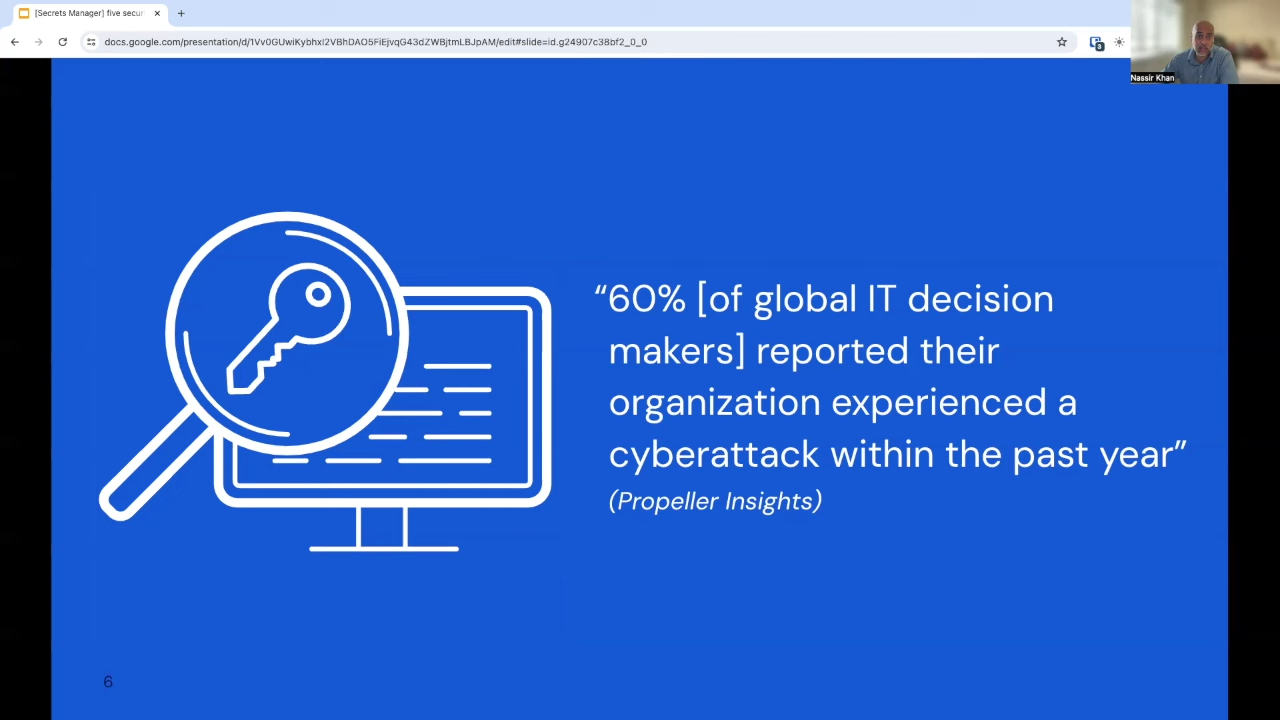 [Secrets Manager] five secur
docs.google.com/presentation/d/1Vv0GUwiKybhxI2VBhDAO5FiEjvqG43dZWBjtmLBJpAM/edit#slide=id.g24907c38bf2_0_0
9
Nassir Khan
“60% [of global IT decision
makers] reported their
organization experienced a
cyberattack within the past year”
(Propeller Insights)
6